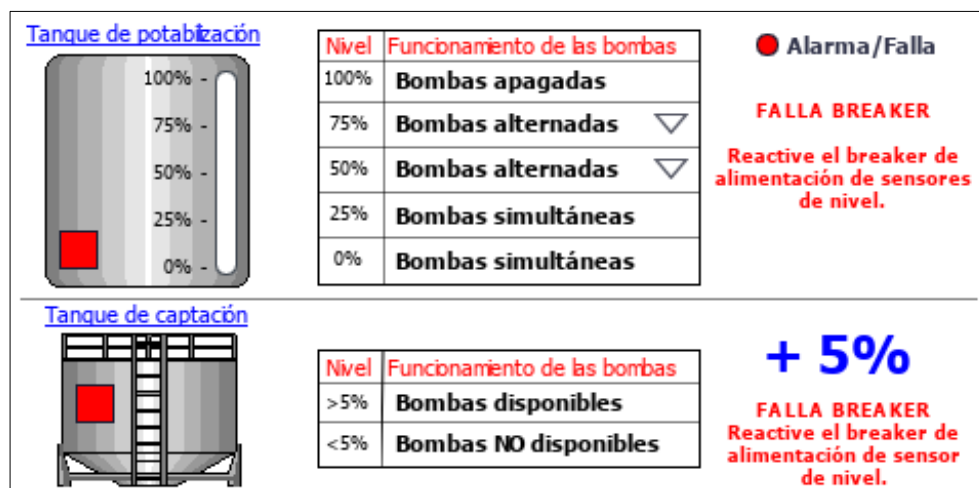 Tanque de potabilización
100% -
75% -
50% -
25% -
0% -
Nivel Funcionamiento de las bombas
100% Bombas apagadas
75% Bombas alternadas
50% Bombas alternadas
25% Bombas simultáneas
0% Bombas simultáneas
Alarma/Falla
FALLA BREAKER
Reactive el breaker de
alimentación de sensores
de nivel.
Tanque de captación
Nivel Funcionamiento de las bombas
>5% Bombas disponibles
<5% Bombas NO disponibles
+ 5%
FALLA BREAKER
Reactive el breaker de
alimentación de sensor
de nivel.